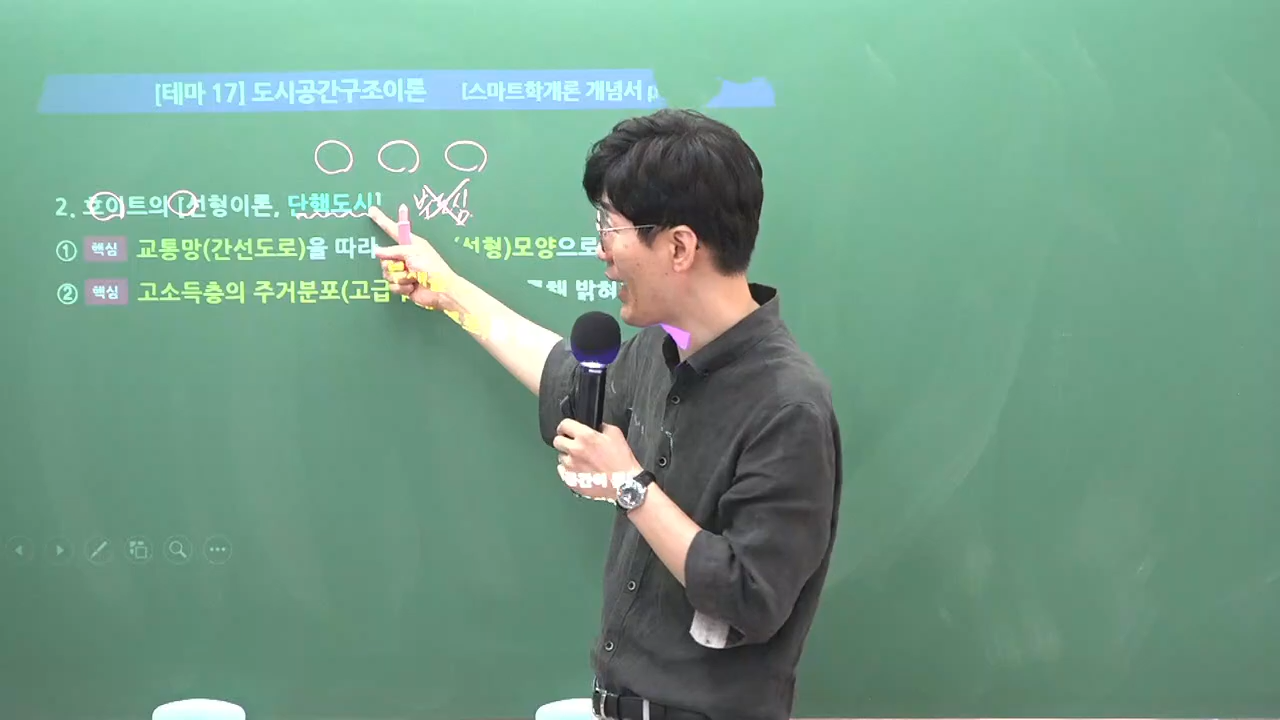 [테마 17] 도시공간구조이론 [스마트학개론 개념서 p
2. 호이트의 [선형이론, 단핵도시]
① 핵심 교통망(간선도로)을 따라 (선형)모양으로
② 핵심 고소득층의 주거분포(고급